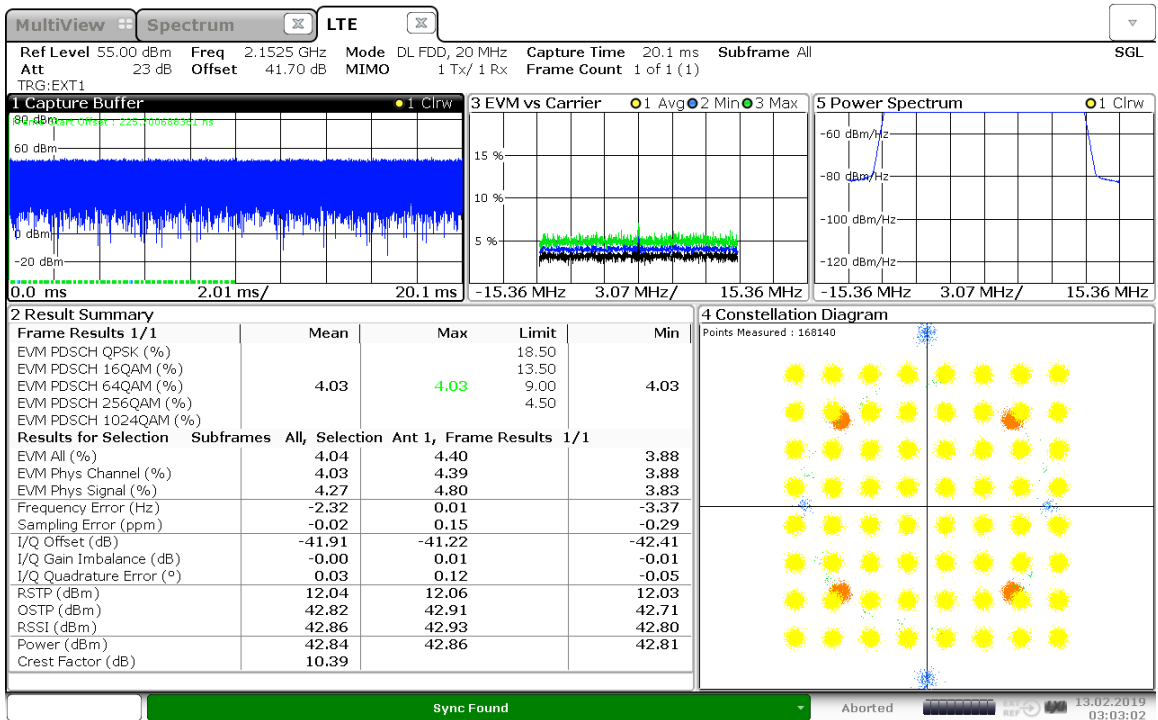 MultiView Spectrum LTE
Ref Level 55.00 dBm Freq 2.1525 GHz Mode DL FDD, 20 MHz Capture Time 20.1 ms Subframe All SGL
Att 23 dB Offset 41.70 dB MIMO 1 Tx/ 1 Rx Frame Count 1 of 1 (1)
TRG:EXT1
1 Capture Buffer 1 Clrw
80 dBm
60 dBm
0 dBm
-20 dBm
0.0 ms 2.01 ms/ 20.1 ms
3 EVM vs Carrier 1 Avg 2 Min 3 Max
15 %
10 %
5 %
-15.36 MHz 3.07 MHz/ 15.36 MHz
5 Power Spectrum 1 Clrw
-60 dBm/Hz
-80 dBm/Hz
-100 dBm/Hz
-120 dBm/Hz
-15.36 MHz 3.07 MHz/ 15.36 MHz
2 Result Summary
Frame Results 1/1 Mean Max Limit Min
EVM PDSCH QPSK (%) 18.50
EVM PDSCH 16QAM (%) 13.50
EVM PDSCH 64QAM (%) 4.03 4.03 9.00 4.03
EVM PDSCH 256QAM (%) 4.50
EVM PDSCH 1024QAM (%)
Results for Selection Subframes All, Selection Ant 1, Frame Results 1/1
EVM All (%) 4.04 4.40 3.88
EVM Phys Channel (%) 4.03 4.39 3.88
EVM Phys Signal (%) 4.27 4.80 3.83
Frequency Error (Hz) -2.32 0.01 -3.37
Sampling Error (ppm) -0.02 0.15 -0.29
I/Q Offset (dB) -41.91 -41.22 -42.41
I/Q Gain Imbalance (dB) -0.00 0.01 -0.01
I/Q Quadrature Error (°) 0.03 0.12 -0.05
RSTP (dBm) 12.04 12.06 12.03
OSTP (dBm) 42.82 42.91 42.71
RSSI (dBm) 42.86 42.93 42.80
Power (dBm) 42.84 42.86 42.81
Crest Factor (dB) 10.39
4 Constellation Diagram
Points Measured : 168140
Sync Found
Aborted
EXT
REF
13.02.2019
03:03:02